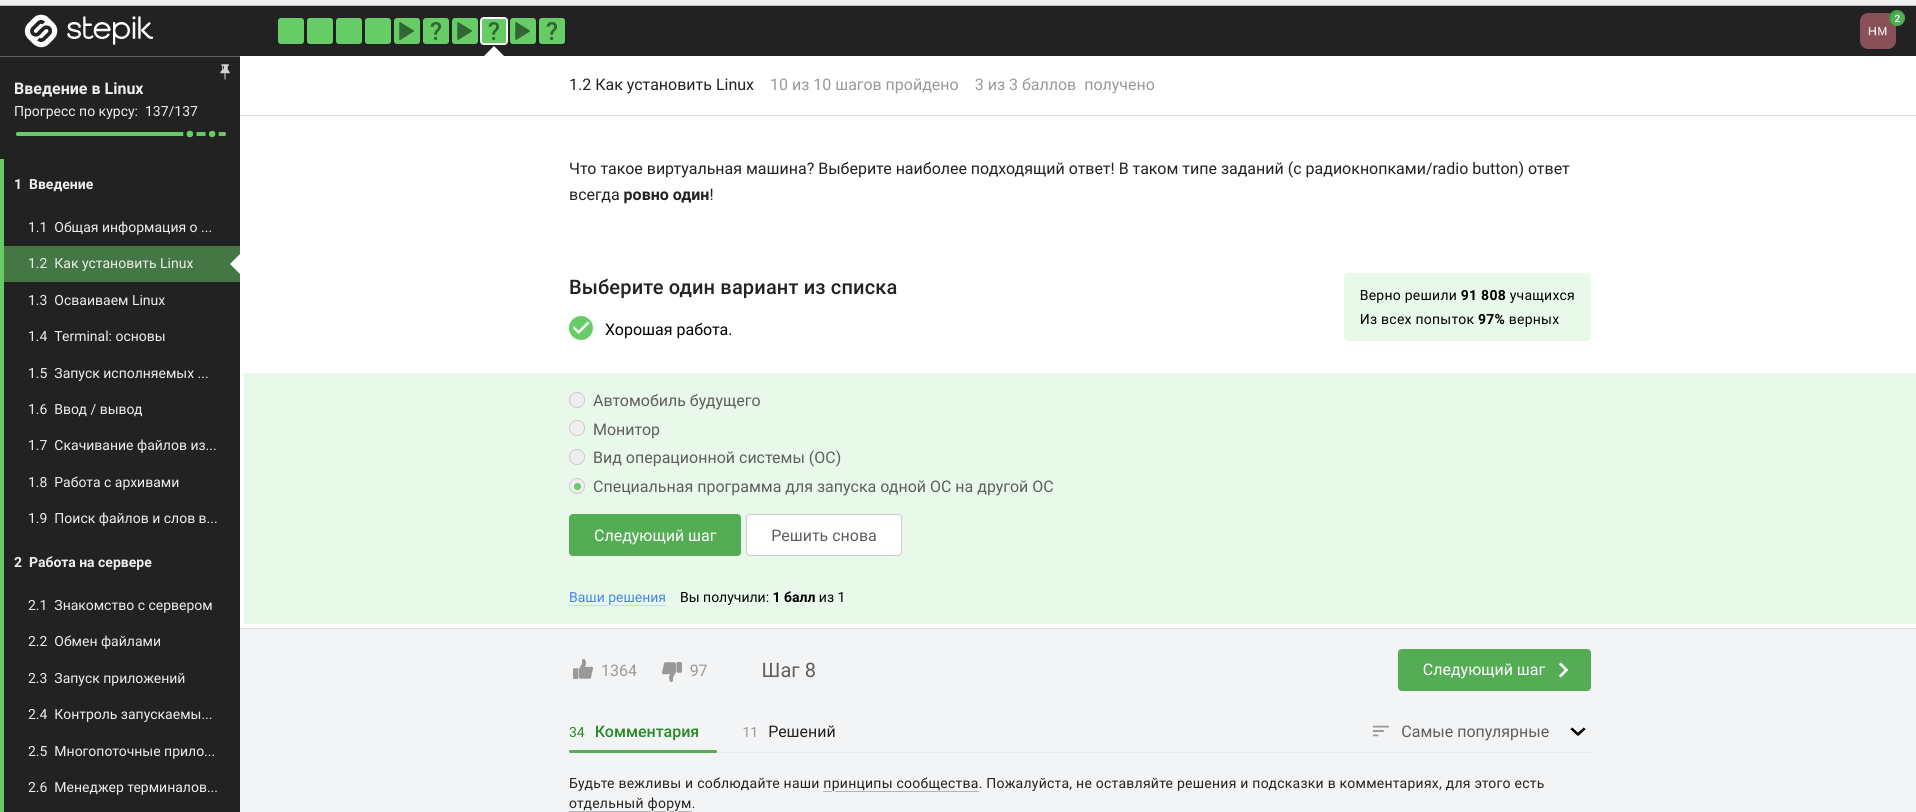 stepik
?
?
?
НМ
2
Введение в Linux
Прогресс по курсу: 137/137
1 Введение
1.1 Общая информация о ...
1.2 Как установить Linux
1.3 Осваиваем Linux
1.4 Terminal: основы
1.5 Запуск исполняемых ...
1.6 Ввод / вывод
1.7 Скачивание файлов из...
1.8 Работа с архивами
1.9 Поиск файлов и слов в...
2 Работа на сервере
2.1 Знакомство с сервером
2.2 Обмен файлами
2.3 Запуск приложений
2.4 Контроль запускаемы...
2.5 Многопоточные прило...
2.6 Менеджер терминалов...
1.2 Как установить Linux 10 из 10 шагов пройдено 3 из 3 баллов получено
Что такое виртуальная машина? Выберите наиболее подходящий ответ! В таком типе заданий (с радиокнопками/radio button) ответ
всегда ровно один!
Выберите один вариант из списка
Хорошая работа.
Верно решили 91 808 учащихся
Из всех попыток 97% верных
Автомобиль будущего
Монитор
Вид операционной системы (ОС)
Специальная программа для запуска одной ОС на другой ОС
Следующий шаг Решить снова
Ваши решения Вы получили: 1 балл из 1
1364 97 Шаг 8 Следующий шаг
34 Комментария 11 Решений Самые популярные
Будьте вежливы и соблюдайте наши принципы сообщества. Пожалуйста, не оставляйте решения и подсказки в комментариях, для этого есть
отдельный форум.